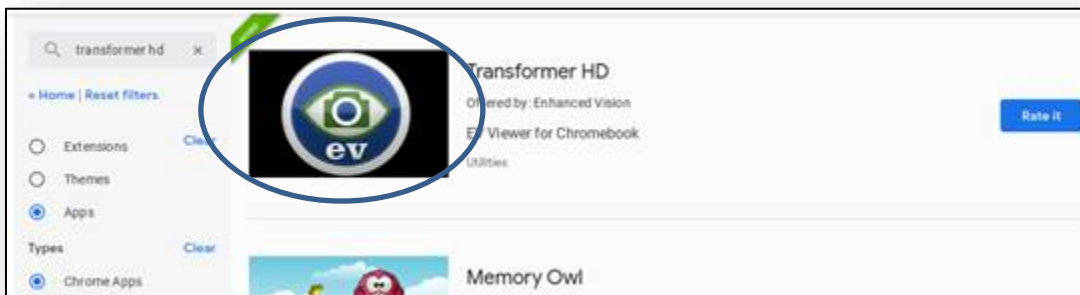 transformer hd ×
« Home | Reset filters
Extensions
Clear
Themes
Apps
Types
Clear
Chrome Apps
ev
Transformer HD
Offered by: Enhanced Vision
EV Viewer for Chromebook
Utilities
Rate it
Memory Owl